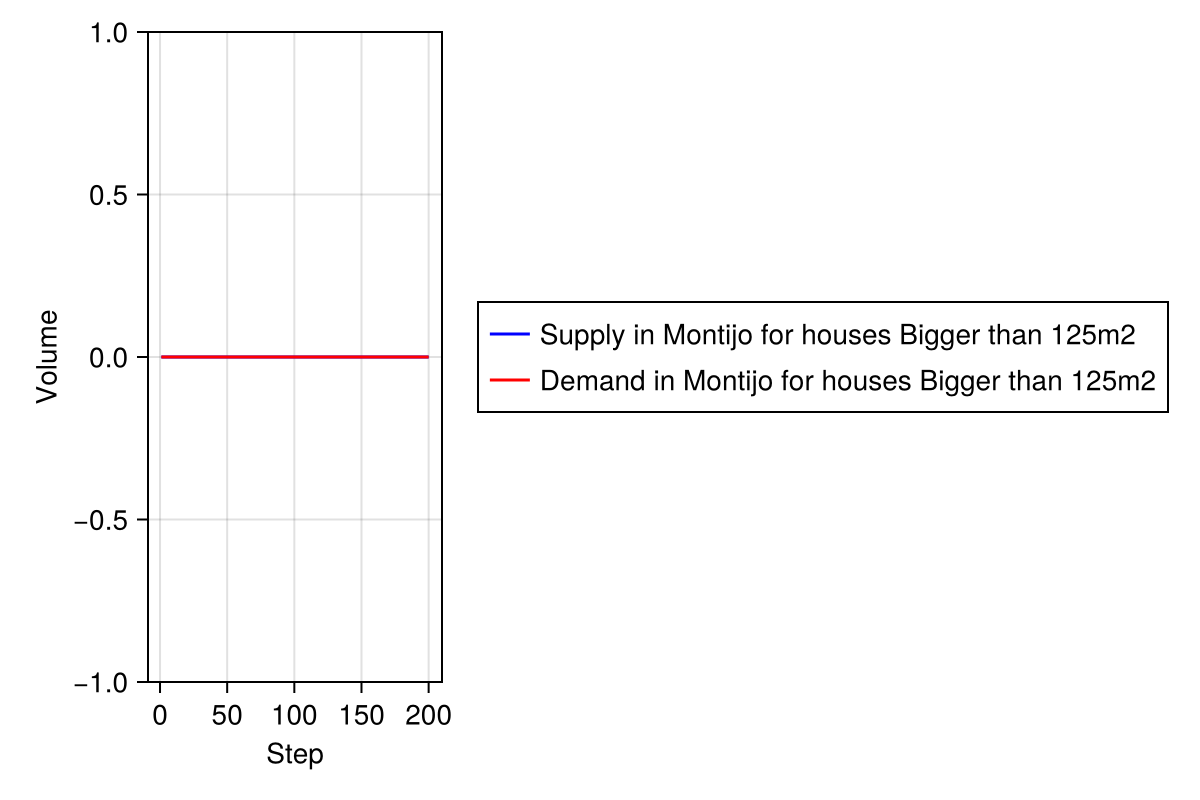 1.0
0.5
0.0
−0.5
−1.0
Volume
0 50 100 150 200
Step
Supply in Montijo for houses Bigger than 125m2
Demand in Montijo for houses Bigger than 125m2